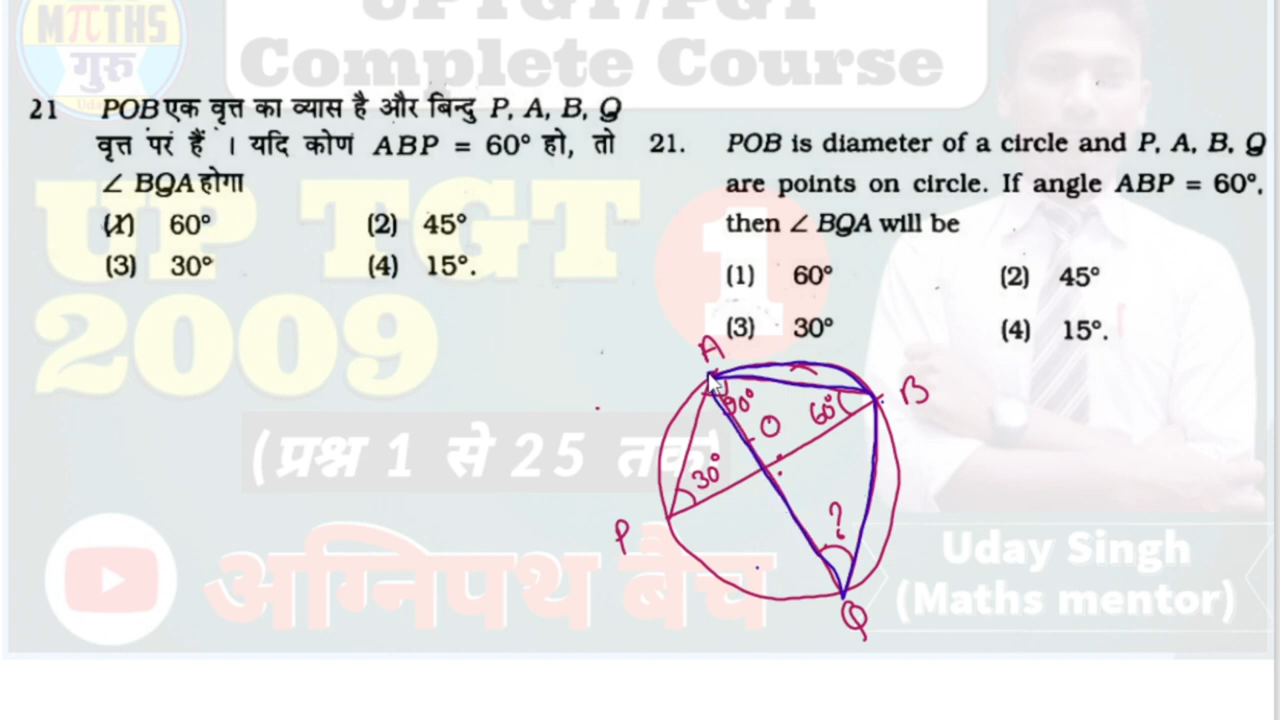 MπTHS
गुरु
UPTGT/PGT
Complete Course
21 POB एक वृत्त का व्यास है और बिन्दु P, A, B, Q
वृत्त पर हैं । यदि कोण ABP = 60° हो, तो
∠ BQA होगा
(1) 60° (2) 45°
(3) 30° (4) 15°.
21. POB is diameter of a circle and P, A, B, Q
are points on circle. If angle ABP = 60°,
then ∠ BQA will be
(1) 60° (2) 45°
(3) 30° (4) 15°.
UP TGT 1
2009
(प्रश्न 1 से 25 तक)
A
B
90°
60°
O
30°
P
?
Q
अग्निपथ बैच
Uday Singh
(Maths mentor)